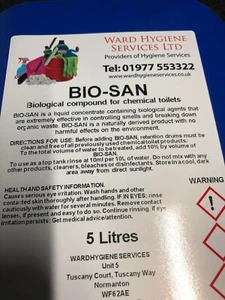 WARD HYGIENE
SERVICES LTD
Providers of Hygiene Services
Tel: 01977 553322
www.wardhygieneservices.co.uk
BIO-SAN
Biological compound for chemical toilets
BIO-SAN is a liquid concentrate containing biological agents that
are extremely effective in controlling smells and breaking down
organic waste. BIO-SAN is a naturally derived product with no
harmful effects on the environment.
DIRECTIONS FOR USE: Before adding BIO-SAN, retention drums must be
clean and free of all previously used chemical toilet products.
To the total volume of water to be treated, add 10% by volume of
BIO-SAN.
To use as a top tank rinse at 10ml per 10L of water. Do not mix with any
other products, cleaners, bleaches or disinfectants. Store in a cool, dark
area away from direct sunlight.
HEALTH AND SAFETY INFORMATION.
Causes serious eye irritation. Wash hands and other
contacted skin thoroughly after handling. IF IN EYES: rinse
cautiously with water for several minutes. Remove contact
lenses, if present and easy to do so. Continue rinsing. If eye
irritation persists: Get medical advice/attention.
WARNING
5 Litres
WARD HYGIENE SERVICES
Unit 5
Tuscany Court, Tuscany Way
Normanton
WF6 2AE